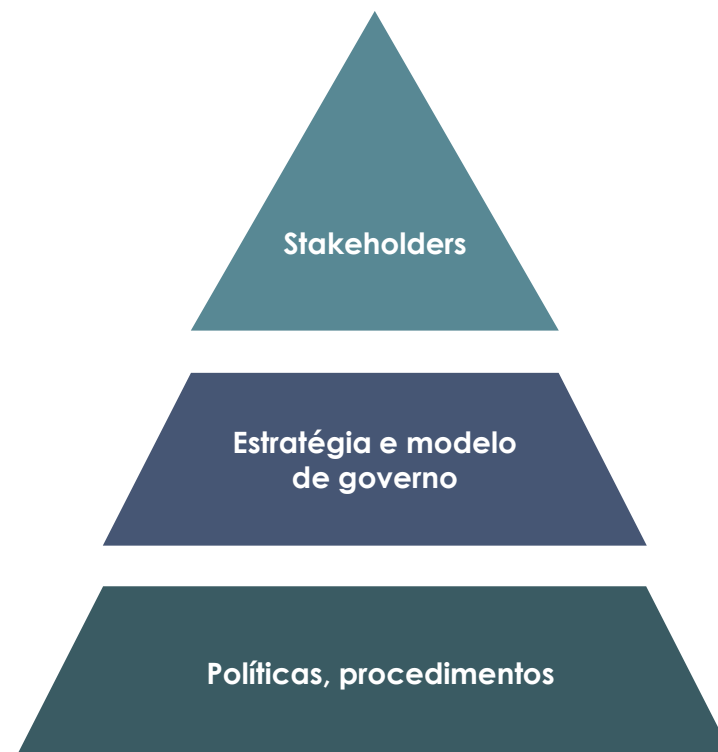 Stakeholders
Estratégia e modelo
de governo
Políticas, procedimentos